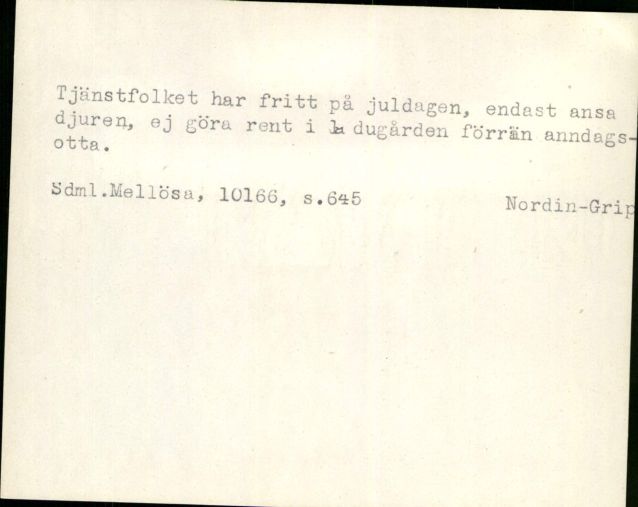 Tjänstfolket har fritt på juldagen, endast ansa
djuren, ej göra rent i la dugården förrän anndags-
otta.
Sdml.Mellösa, 10166, s.645 Nordin-Grip